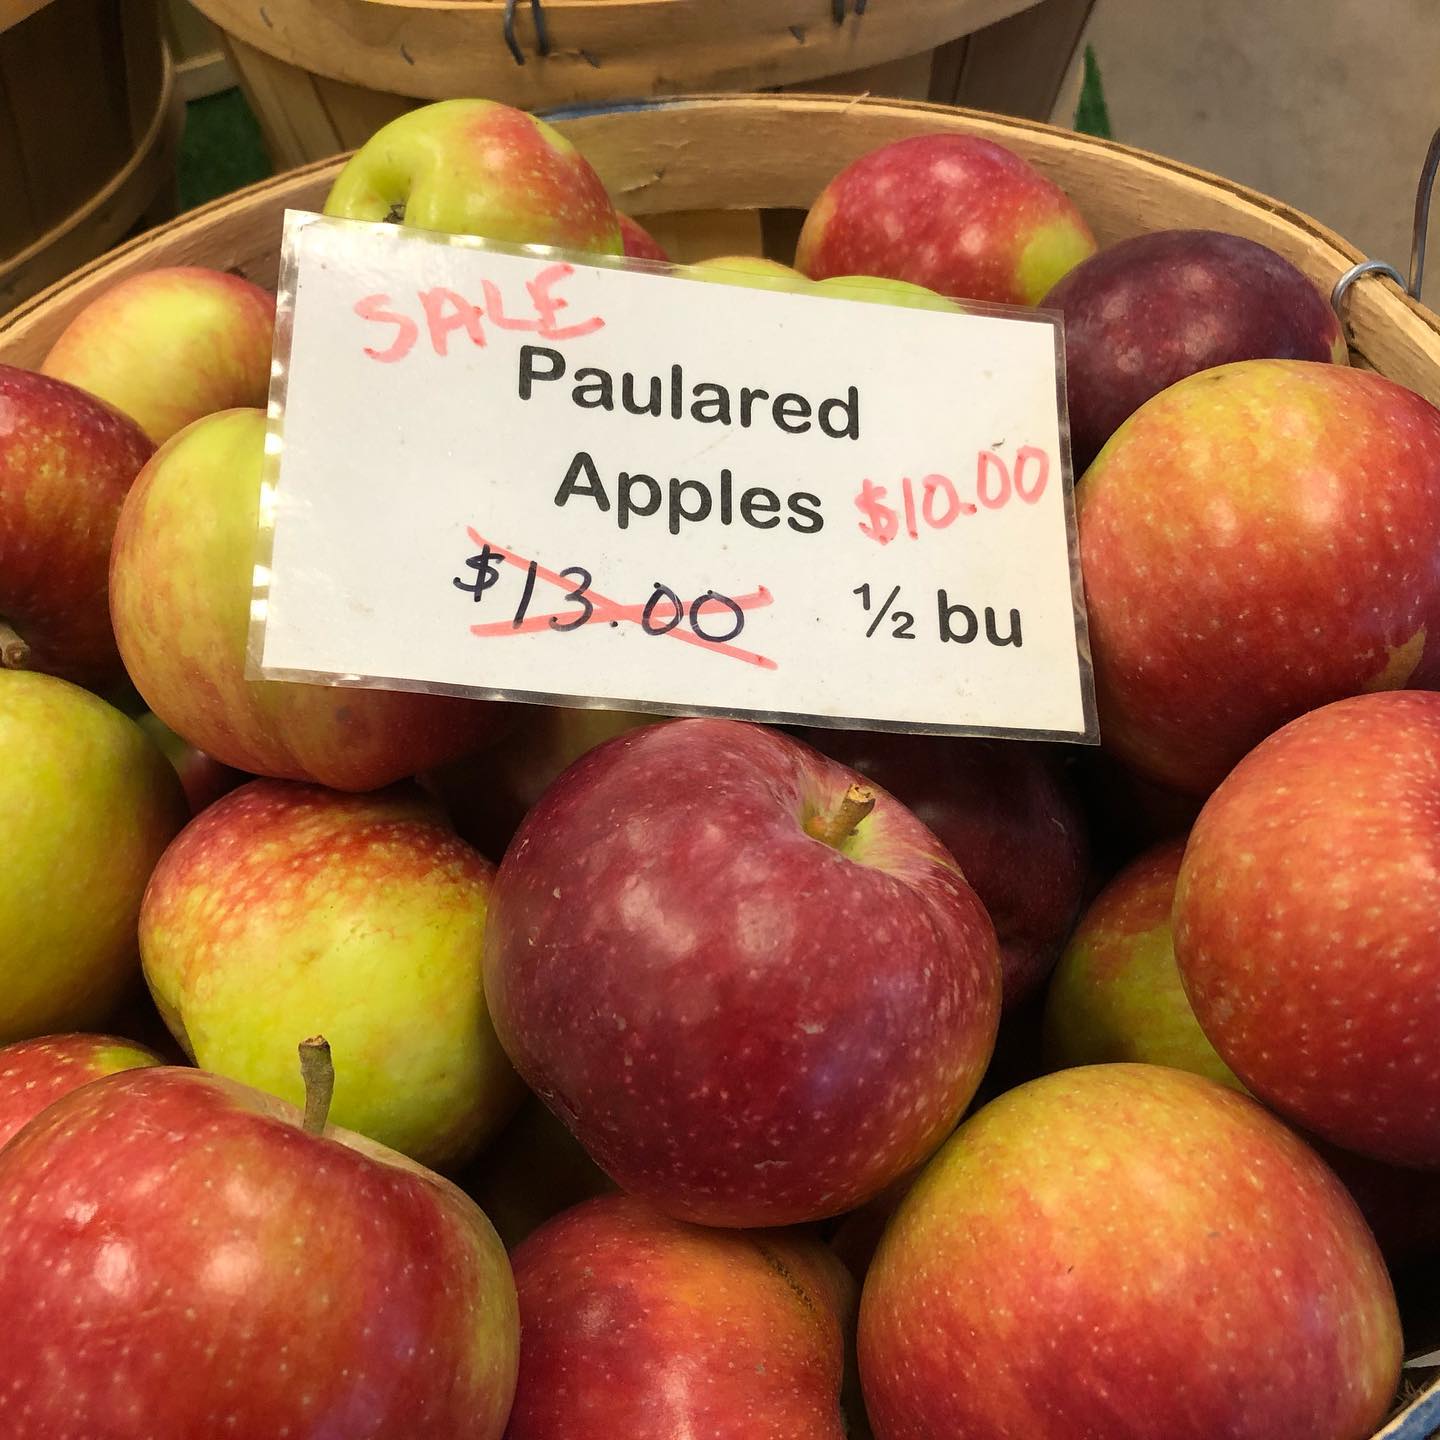 SALE
Paulared
Apples $10.00
$13.00 ½ bu